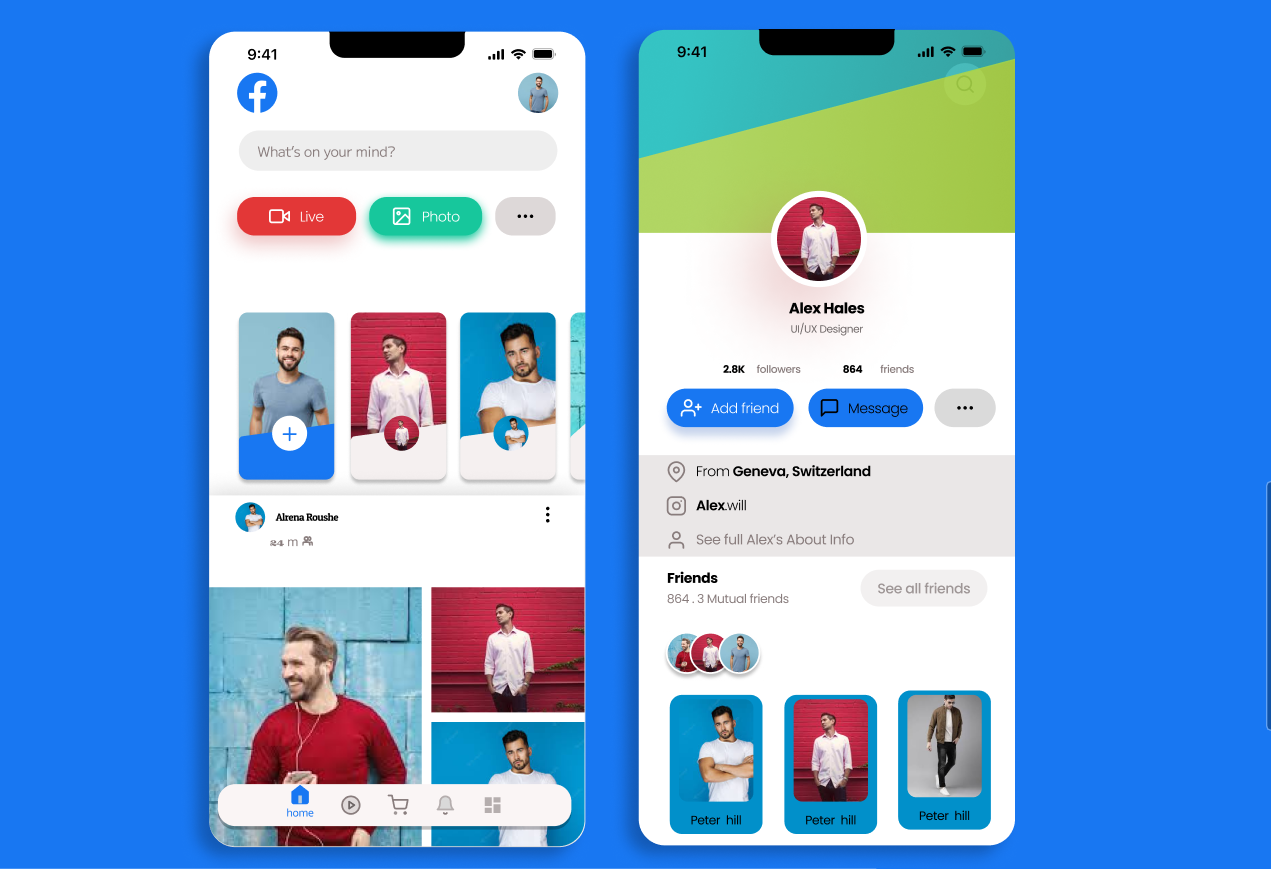 9:41
What's on your mind?
Live
Photo
Alrena Roushe
24 m
home
9:41
Alex Hales
UI/UX Designer
2.8K followers 864 friends
Add friend
Message
From Geneva, Switzerland
Alex.will
See full Alex's About Info
Friends
864 . 3 Mutual friends
See all friends
Peter hill
Peter hill
Peter hill